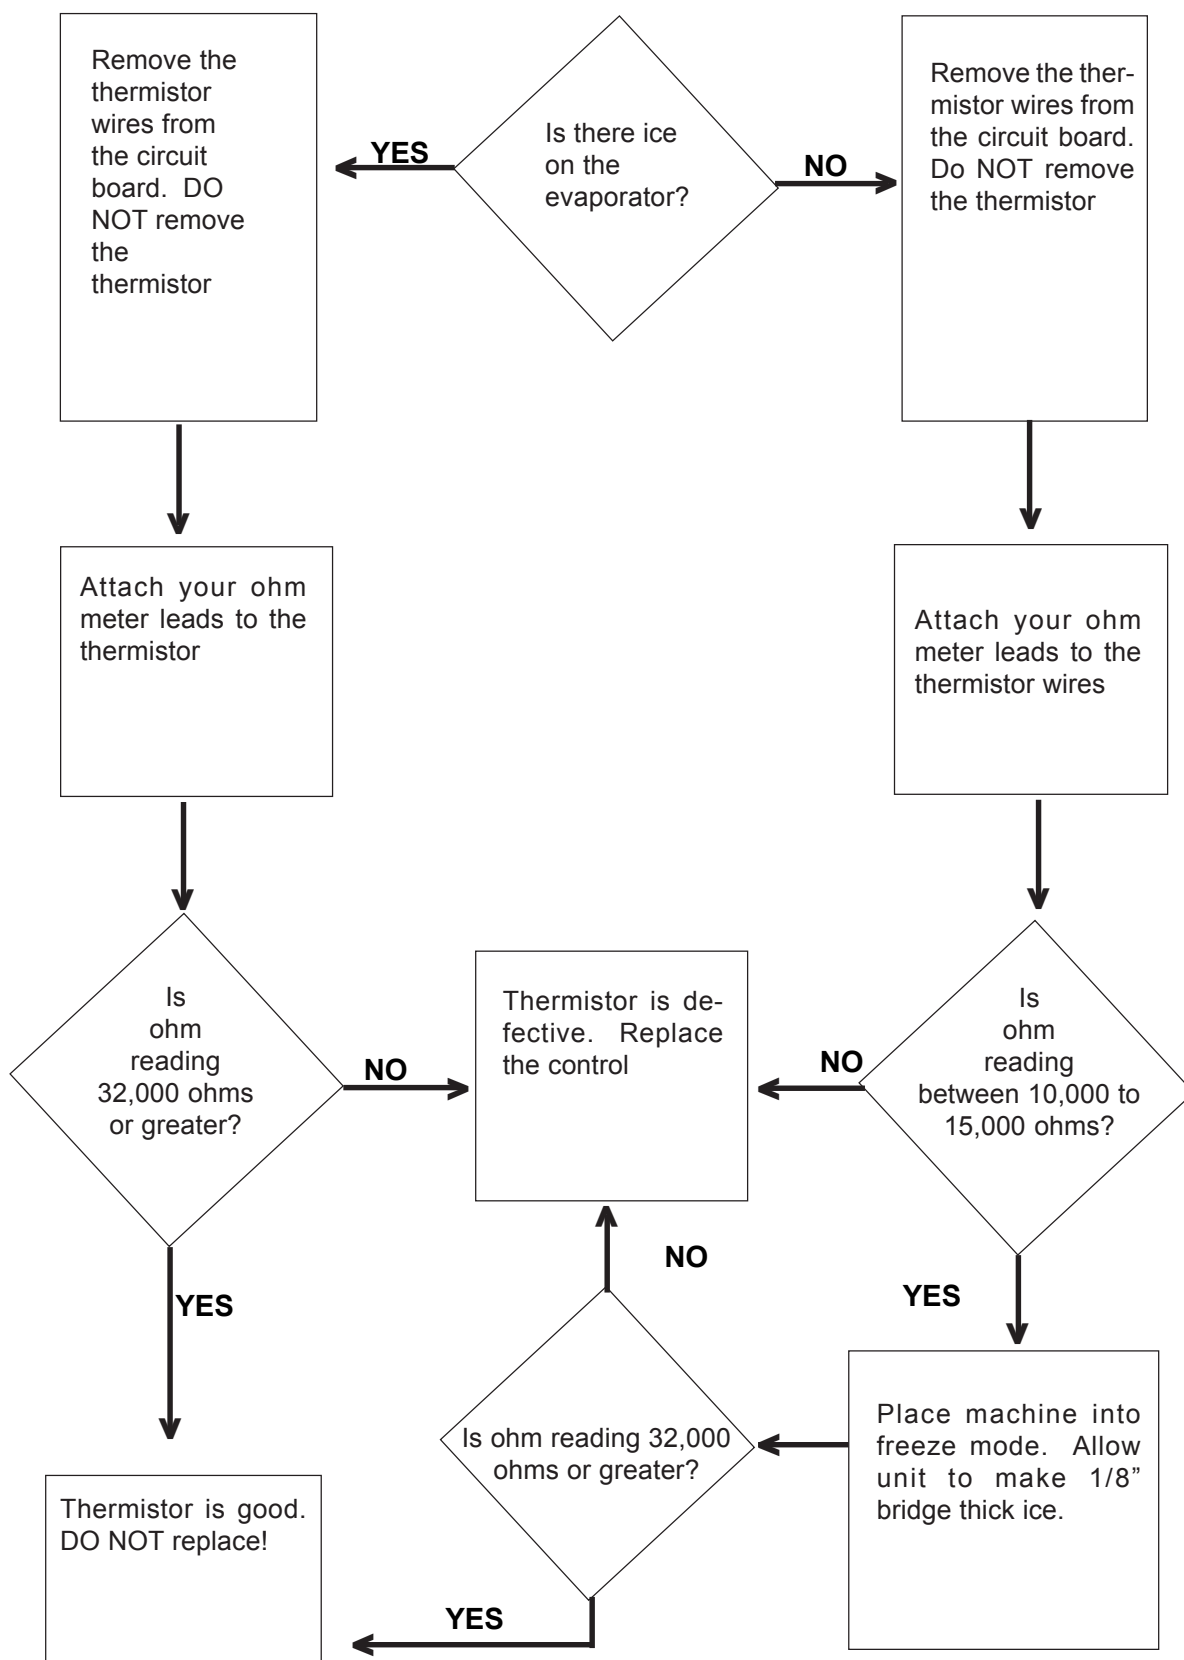 Remove the
thermistor
wires from
the circuit
board. DO
NOT remove
the
thermistor
YES
Is there ice
on the
evaporator?
NO
Remove the ther-
mistor wires from
the circuit board.
Do NOT remove
the thermistor
Attach your ohm
meter leads to the
thermistor
Attach your ohm
meter leads to the
thermistor wires
Is
ohm
reading
32,000 ohms
or greater?
NO
Thermistor is de-
fective. Replace
the control
NO
Is
ohm
reading
between 10,000 to
15,000 ohms?
YES
NO
YES
Is ohm reading 32,000
ohms or greater?
Place machine into
freeze mode. Allow
unit to make 1/8”
bridge thick ice.
Thermistor is good.
DO NOT replace!
YES